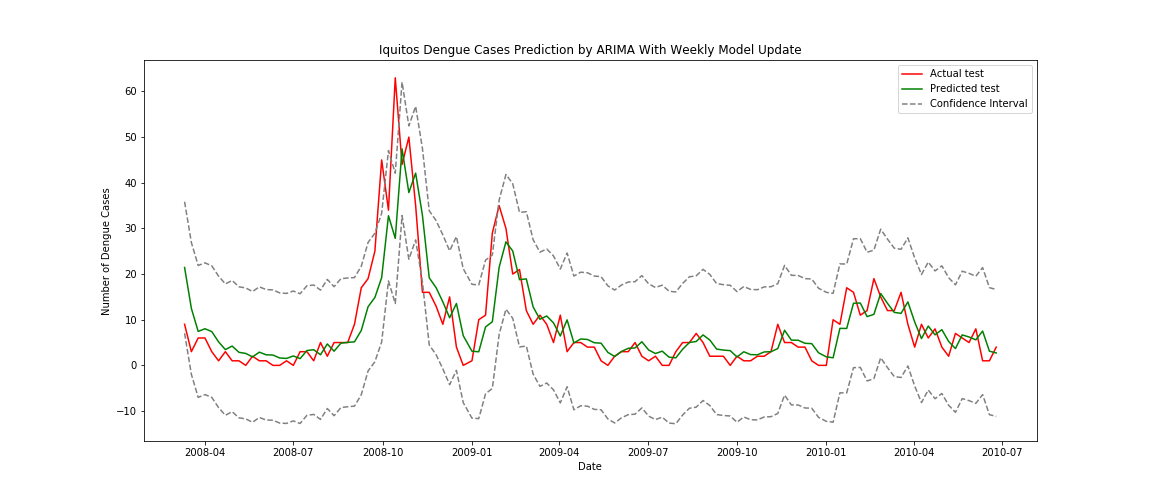 Iquitos Dengue Cases Prediction by ARIMA With Weekly Model Update
Actual test
Predicted test
Confidence Interval
Number of Dengue Cases
60
50
40
30
20
10
0
−10
2008-04 2008-07 2008-10 2009-01 2009-04 2009-07 2009-10 2010-01 2010-04 2010-07
Date